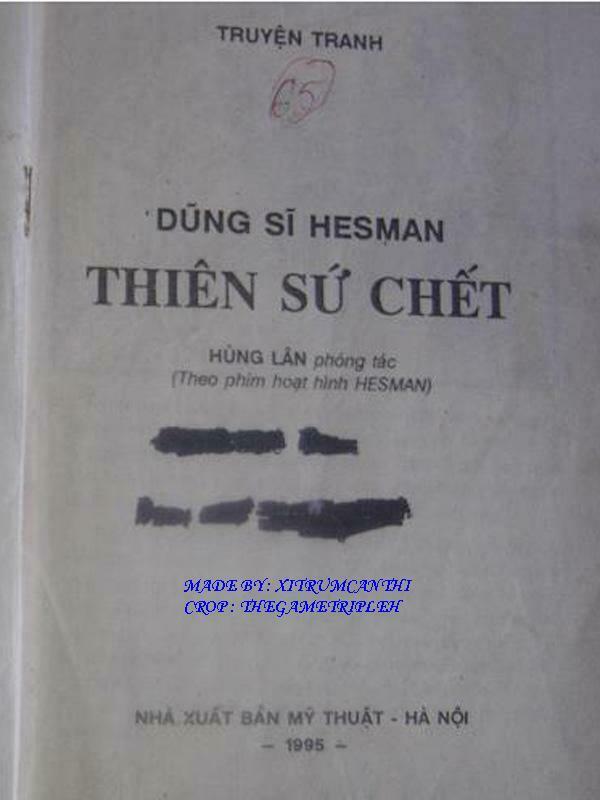 TRUYỆN TRANH
65
DŨNG SĨ HESMAN
THIÊN SỨ CHẾT
HÙNG LÂN phóng tác
(Theo phim hoạt hình HESMAN)
MADE BY : XITRUMCANTHI
CROP : THEGAMETRIPLEH
NHÀ XUẤT BẢN MỸ THUẬT - HÀ NỘI
– 1995 –